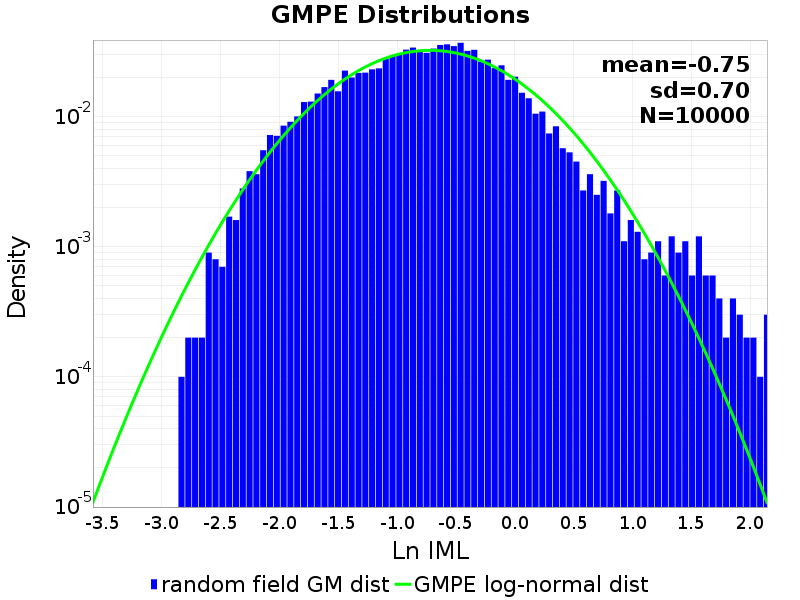 GMPE Distributions
mean=-0.75
sd=0.70
N=10000
10-2
10-3
10-4
10-5
Density
-3.5 -3.0 -2.5 -2.0 -1.5 -1.0 -0.5 0.0 0.5 1.0 1.5 2.0
Ln IML
random field GM dist GMPE log-normal dist